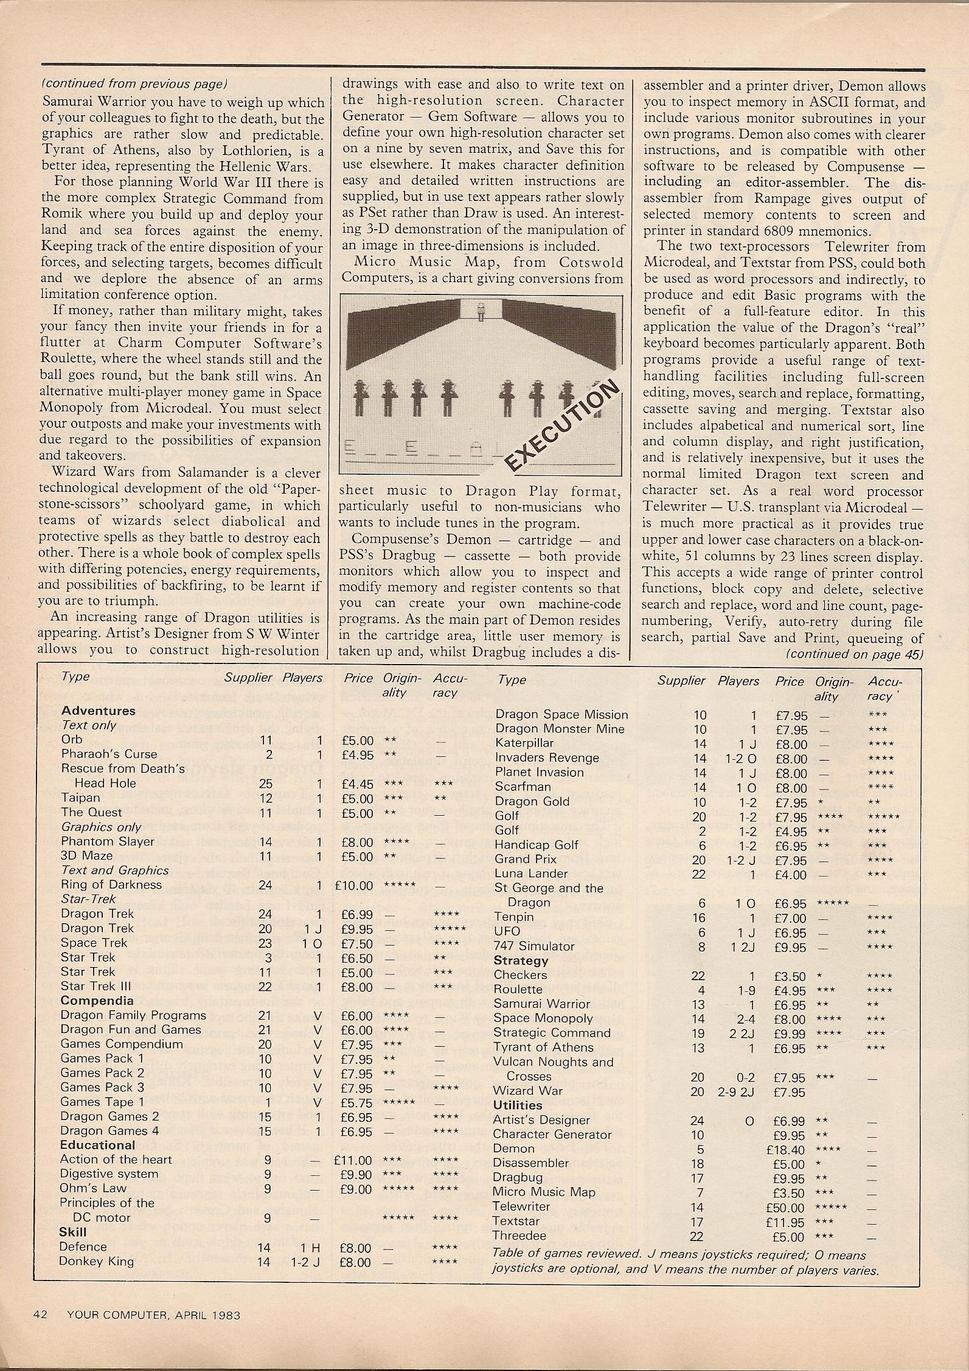 (continued from previous page)
Samurai Warrior you have to weigh up which
of your colleagues to fight to the death, but the
graphics are rather slow and predictable.
Tyrant of Athens, also by Lothlorien, is a
better idea, representing the Hellenic Wars.
For those planning World War III there is
the more complex Strategic Command from
Romik where you build up and deploy your
land and sea forces against the enemy.
Keeping track of the entire disposition of your
forces, and selecting targets, becomes difficult
and we deplore the absence of an arms
limitation conference option.
If money, rather than military might, takes
your fancy then invite your friends in for a
flutter at Charm Computer Software's
Roulette, where the wheel stands still and the
ball goes round, but the bank still wins. An
alternative multi-player money game in Space
Monopoly from Microdeal. You must select
your outposts and make your investments with
due regard to the possibilities of expansion
and takeovers.
Wizard Wars from Salamander is a clever
technological development of the old “Paper-
stone-scissors” schoolyard game, in which
teams of wizards select diabolical and
protective spells as they battle to destroy each
other. There is a whole book of complex spells
with differing potencies, energy requirements,
and possibilities of backfiring, to be learnt if
you are to triumph.
An increasing range of Dragon utilities is
appearing. Artist's Designer from S W Winter
allows you to construct high-resolution
drawings with ease and also to write text on
the high-resolution screen. Character
Generator — Gem Software — allows you to
define your own high-resolution character set
on a nine by seven matrix, and Save this for
use elsewhere. It makes character definition
easy and detailed written instructions are
supplied, but in use text appears rather slowly
as PSet rather than Draw is used. An interest-
ing 3-D demonstration of the manipulation of
an image in three-dimensions is included.
Micro Music Map, from Cotswold
Computers, is a chart giving conversions from
E E A
EXECUTION
sheet music to Dragon Play format,
particularly useful to non-musicians who
wants to include tunes in the program.
Compusense's Demon — cartridge — and
PSS's Dragbug — cassette — both provide
monitors which allow you to inspect and
modify memory and register contents so that
you can create your own machine-code
programs. As the main part of Demon resides
in the cartridge area, little user memory is
taken up and, whilst Dragbug includes a dis-
assembler and a printer driver, Demon allows
you to inspect memory in ASCII format, and
include various monitor subroutines in your
own programs. Demon also comes with clearer
instructions, and is compatible with other
software to be released by Compusense —
including an editor-assembler. The dis-
assembler from Rampage gives output of
selected memory contents to screen and
printer in standard 6809 mnemonics.
The two text-processors Telewriter from
Microdeal, and Textstar from PSS, could both
be used as word processors and indirectly, to
produce and edit Basic programs with the
benefit of a full-feature editor. In this
application the value of the Dragon's “real”
keyboard becomes particularly apparent. Both
programs provide a useful range of text-
handling facilities including full-screen
editing, moves, search and replace, formatting,
cassette saving and merging. Textstar also
includes alpabetical and numerical sort, line
and column display, and right justification,
and is relatively inexpensive, but it uses the
normal limited Dragon text screen and
character set. As a real word processor
Telewriter — U.S. transplant via Microdeal —
is much more practical as it provides true
upper and lower case characters on a black-on-
white, 51 columns by 23 lines screen display.
This accepts a wide range of printer control
functions, block copy and delete, selective
search and replace, word and line count, page-
numbering, Verify, auto-retry during file
search, partial Save and Print, queueing of
(continued on page 45)
Type Supplier Players Price Origin- Accu-
ality racy
Adventures
Text only
Orb 11 1 £5.00 ** —
Pharaoh's Curse 2 1 £4.95 ** —
Rescue from Death's
Head Hole 25 1 £4.45 *** ***
Taipan 12 1 £5.00 *** **
The Quest 11 1 £5.00 ** —
Graphics only
Phantom Slayer 14 1 £8.00 **** —
3D Maze 11 1 £5.00 ** —
Text and Graphics
Ring of Darkness 24 1 £10.00 ***** —
Star-Trek
Dragon Trek 24 1 £6.99 — ****
Dragon Trek 20 1 J £9.95 — *****
Space Trek 23 1 O £7.50 — ****
Star Trek 3 1 £6.50 — **
Star Trek 11 1 £5.00 — ***
Star Trek III 22 1 £8.00 — ***
Compendia
Dragon Family Programs 21 V £6.00 **** —
Dragon Fun and Games 21 V £6.00 **** —
Games Compendium 20 V £7.95 *** —
Games Pack 1 10 V £7.95 ** —
Games Pack 2 10 V £7.95 ** —
Games Pack 3 10 V £7.95 — ****
Games Tape 1 1 V £5.75 ***** —
Dragon Games 2 15 1 £6.95 — ****
Dragon Games 4 15 1 £6.95 — ****
Educational
Action of the heart 9 — £11.00 *** ****
Digestive system 9 — £9.90 *** ****
Ohm's Law 9 — £9.00 ***** ****
Principles of the
DC motor 9 — ***** ****
Skill
Defence 14 1 H £8.00 — ****
Donkey King 14 1-2 J £8.00 — ****
Type Supplier Players Price Origin- Accu-
ality racy
Dragon Space Mission 10 1 £7.95 — ***
Dragon Monster Mine 10 1 £7.95 — ***
Katerpillar 14 1 J £8.00 — ****
Invaders Revenge 14 1-2 O £8.00 — ****
Planet Invasion 14 1 J £8.00 — ****
Scarfman 14 1 O £8.00 — ****
Dragon Gold 10 1-2 £7.95 * **
Golf 20 1-2 £7.95 **** *****
Golf 2 1-2 £4.95 ** ***
Handicap Golf 6 1-2 £6.95 ** ***
Grand Prix 20 1-2 J £7.95 — ****
Luna Lander 22 1 £4.00 — ***
St George and the
Dragon 6 1 O £6.95 ***** —
Tenpin 16 1 £7.00 — ****
UFO 6 1 J £6.95 — ***
747 Simulator 8 1 2J £9.95 — ****
Strategy
Checkers 22 1 £3.50 * ****
Roulette 4 1-9 £4.95 *** ****
Samurai Warrior 13 1 £6.95 ** **
Space Monopoly 14 2-4 £8.00 **** ***
Strategic Command 19 2 2J £9.99 **** ***
Tyrant of Athens 13 1 £6.95 ** ***
Vulcan Noughts and
Crosses 20 0-2 £7.95 *** —
Wizard War 20 2-9 2J £7.95
Utilities
Artist's Designer 24 O £6.99 ** —
Character Generator 10 £9.95 ** —
Demon 5 £18.40 **** —
Disassembler 18 £5.00 * —
Dragbug 17 £9.95 ** —
Micro Music Map 7 £3.50 *** —
Telewriter 14 £50.00 ***** —
Textstar 17 £11.95 *** —
Threedee 22 £5.00 *** —
Table of games reviewed. J means joysticks required; O means
joysticks are optional, and V means the number of players varies.
42 YOUR COMPUTER, APRIL 1983